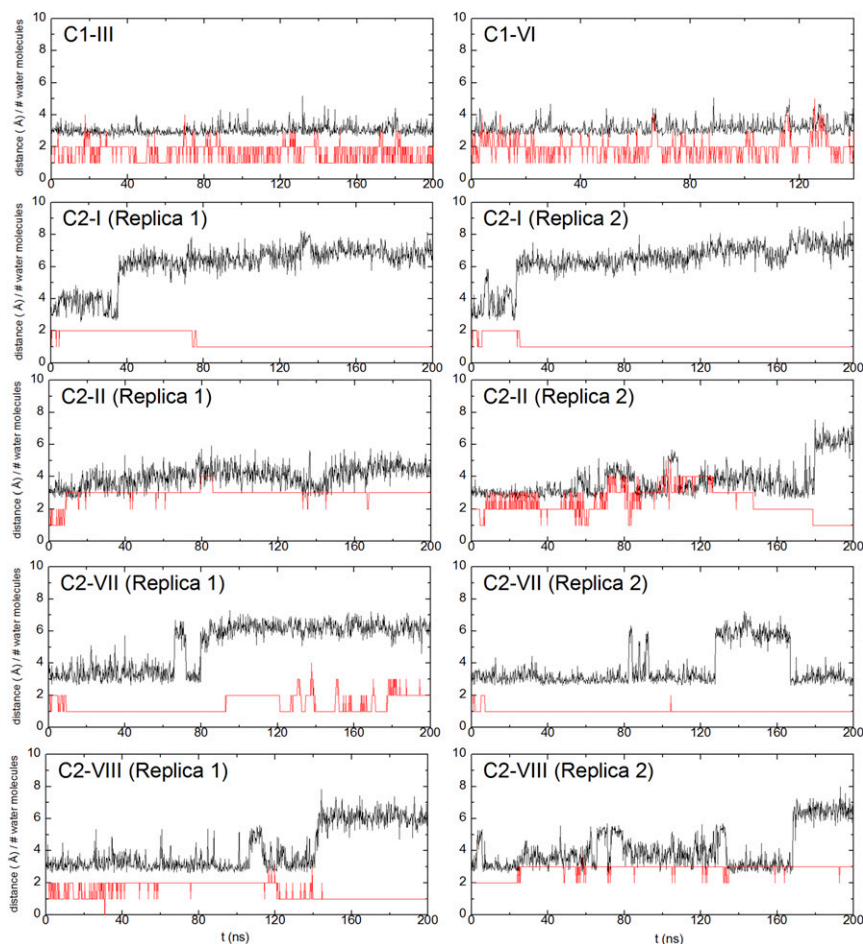 C1-III
C1-VI
distance ( Å) / # water molecules
10
8
6
4
2
0
0 40 80 120 160 200
10
8
6
4
2
0
0 40 80 120
C2-I (Replica 1)
C2-I (Replica 2)
distance ( Å) / # water molecules
10
8
6
4
2
0
0 40 80 120 160 200
10
8
6
4
2
0
0 40 80 120 160 200
C2-II (Replica 1)
C2-II (Replica 2)
distance ( Å) / # water molecules
10
8
6
4
2
0
0 40 80 120 160 200
10
8
6
4
2
0
0 40 80 120 160 200
C2-VII (Replica 1)
C2-VII (Replica 2)
distance ( Å) / # water molecules
10
8
6
4
2
0
0 40 80 120 160 200
10
8
6
4
2
0
0 40 80 120 160 200
C2-VIII (Replica 1)
C2-VIII (Replica 2)
distance ( Å) / # water molecules
10
8
6
4
2
0
0 40 80 120 160 200
t (ns)
10
8
6
4
2
0
0 40 80 120 160 200
t (ns)